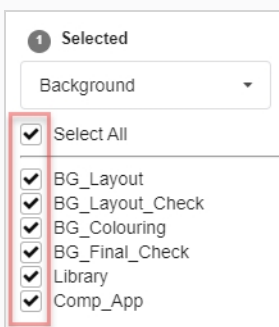 1 Selected
Background
Select All
BG_Layout
BG_Layout_Check
BG_Colouring
BG_Final_Check
Library
Comp_App